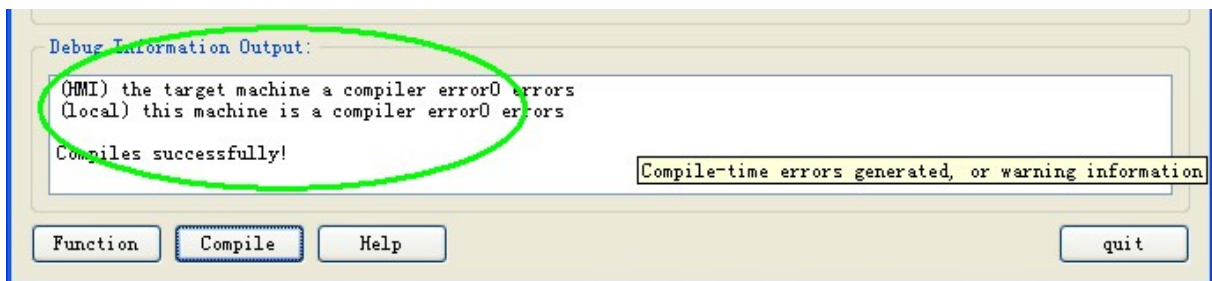 Debug Information Output:
(HMI) the target machine a compiler error0 errors
(local) this machine is a compiler error0 errors
Compiles successfully!
Compile-time errors generated, or warning information
Function Compile Help quit